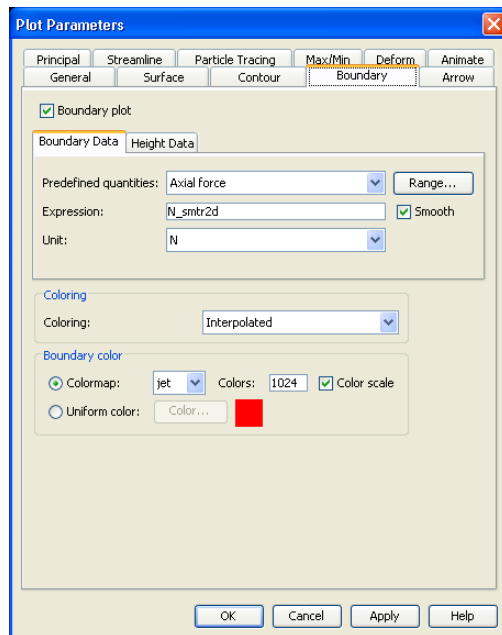 Plot Parameters
Principal Streamline Particle Tracing Max/Min Deform Animate
General Surface Contour Boundary Arrow
Boundary plot
Boundary Data Height Data
Predefined quantities: Axial force Range...
Expression: N_smtr2d Smooth
Unit: N
Coloring
Coloring: Interpolated
Boundary color
Colormap: jet Colors: 1024 Color scale
Uniform color: Color...
OK Cancel Apply Help